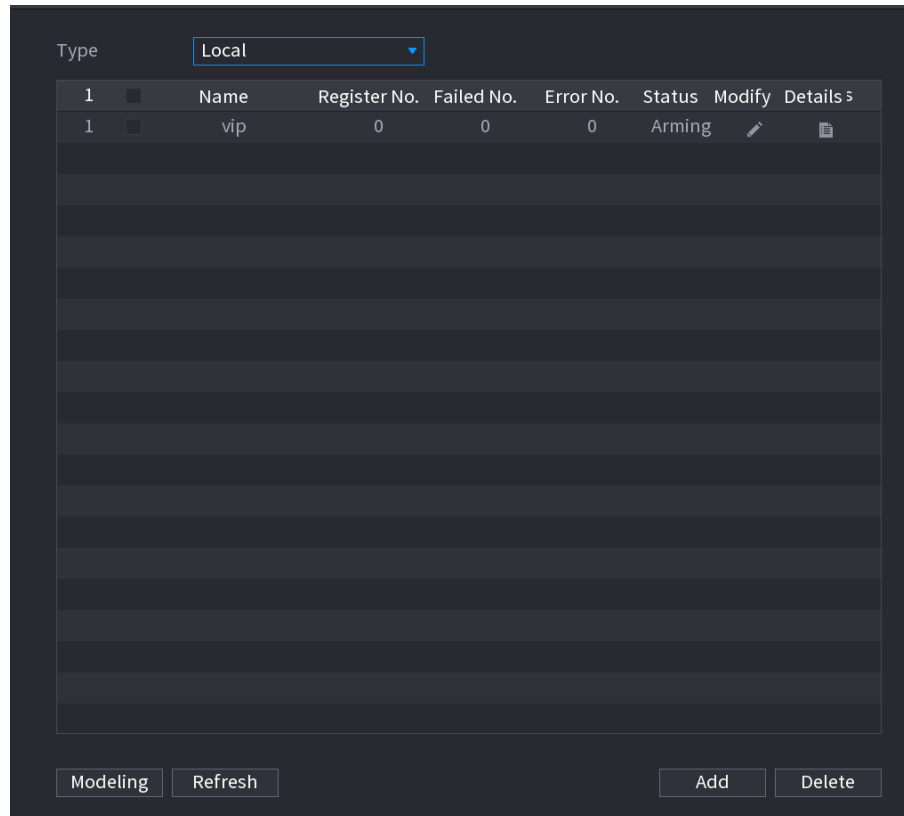 Type Local
1 Name Register No. Failed No. Error No. Status Modify Details s
1 vip 0 0 0 Arming
Modeling Refresh Add Delete